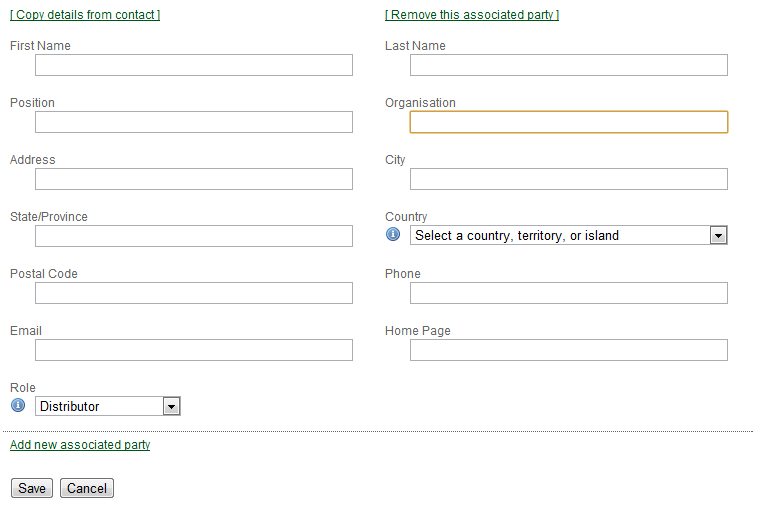 [ Copy details from contact ] [ Remove this associated party ]
First Name Last Name
Position Organisation
Address City
State/Province Country
Select a country, territory, or island
Postal Code Phone
Email Home Page
Role
Distributor
Add new associated party
Save Cancel